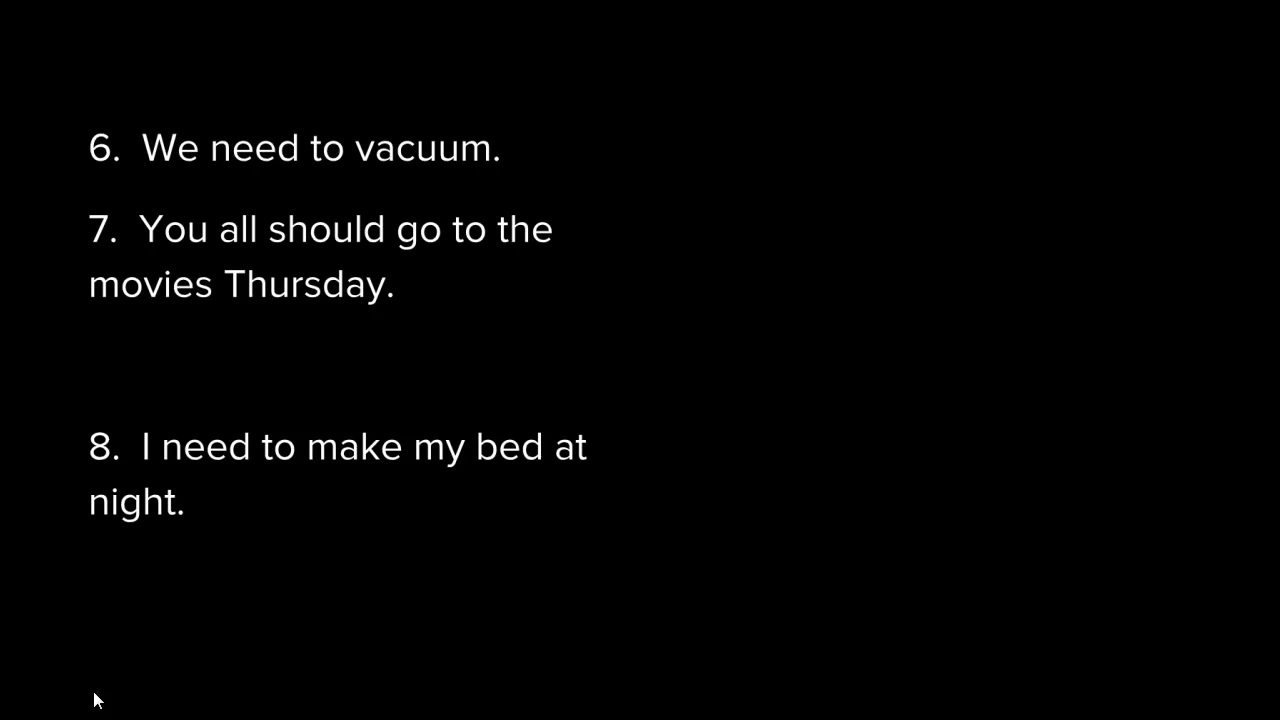 6. We need to vacuum.
7. You all should go to the
movies Thursday.
8. I need to make my bed at
night.